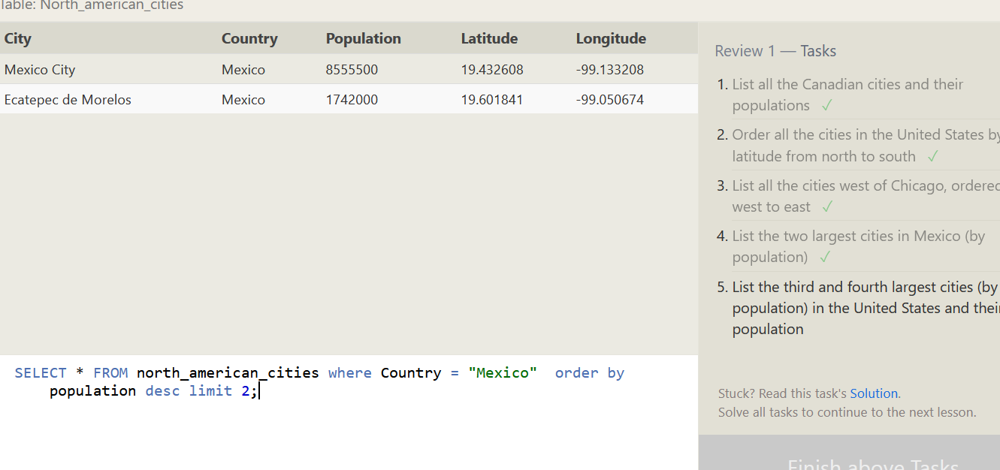 Table: North_american_cities
City Country Population Latitude Longitude
Mexico City Mexico 8555500 19.432608 -99.133208
Ecatepec de Morelos Mexico 1742000 19.601841 -99.050674
SELECT * FROM north_american_cities where Country = "Mexico"  order by
population desc limit 2;
Review 1 — Tasks
1. List all the Canadian cities and their
populations ✓
2. Order all the cities in the United States by
latitude from north to south ✓
3. List all the cities west of Chicago, ordered
west to east ✓
4. List the two largest cities in Mexico (by
population) ✓
5. List the third and fourth largest cities (by
population) in the United States and their
population
Stuck? Read this task's Solution.
Solve all tasks to continue to the next lesson.
Finish above Tasks